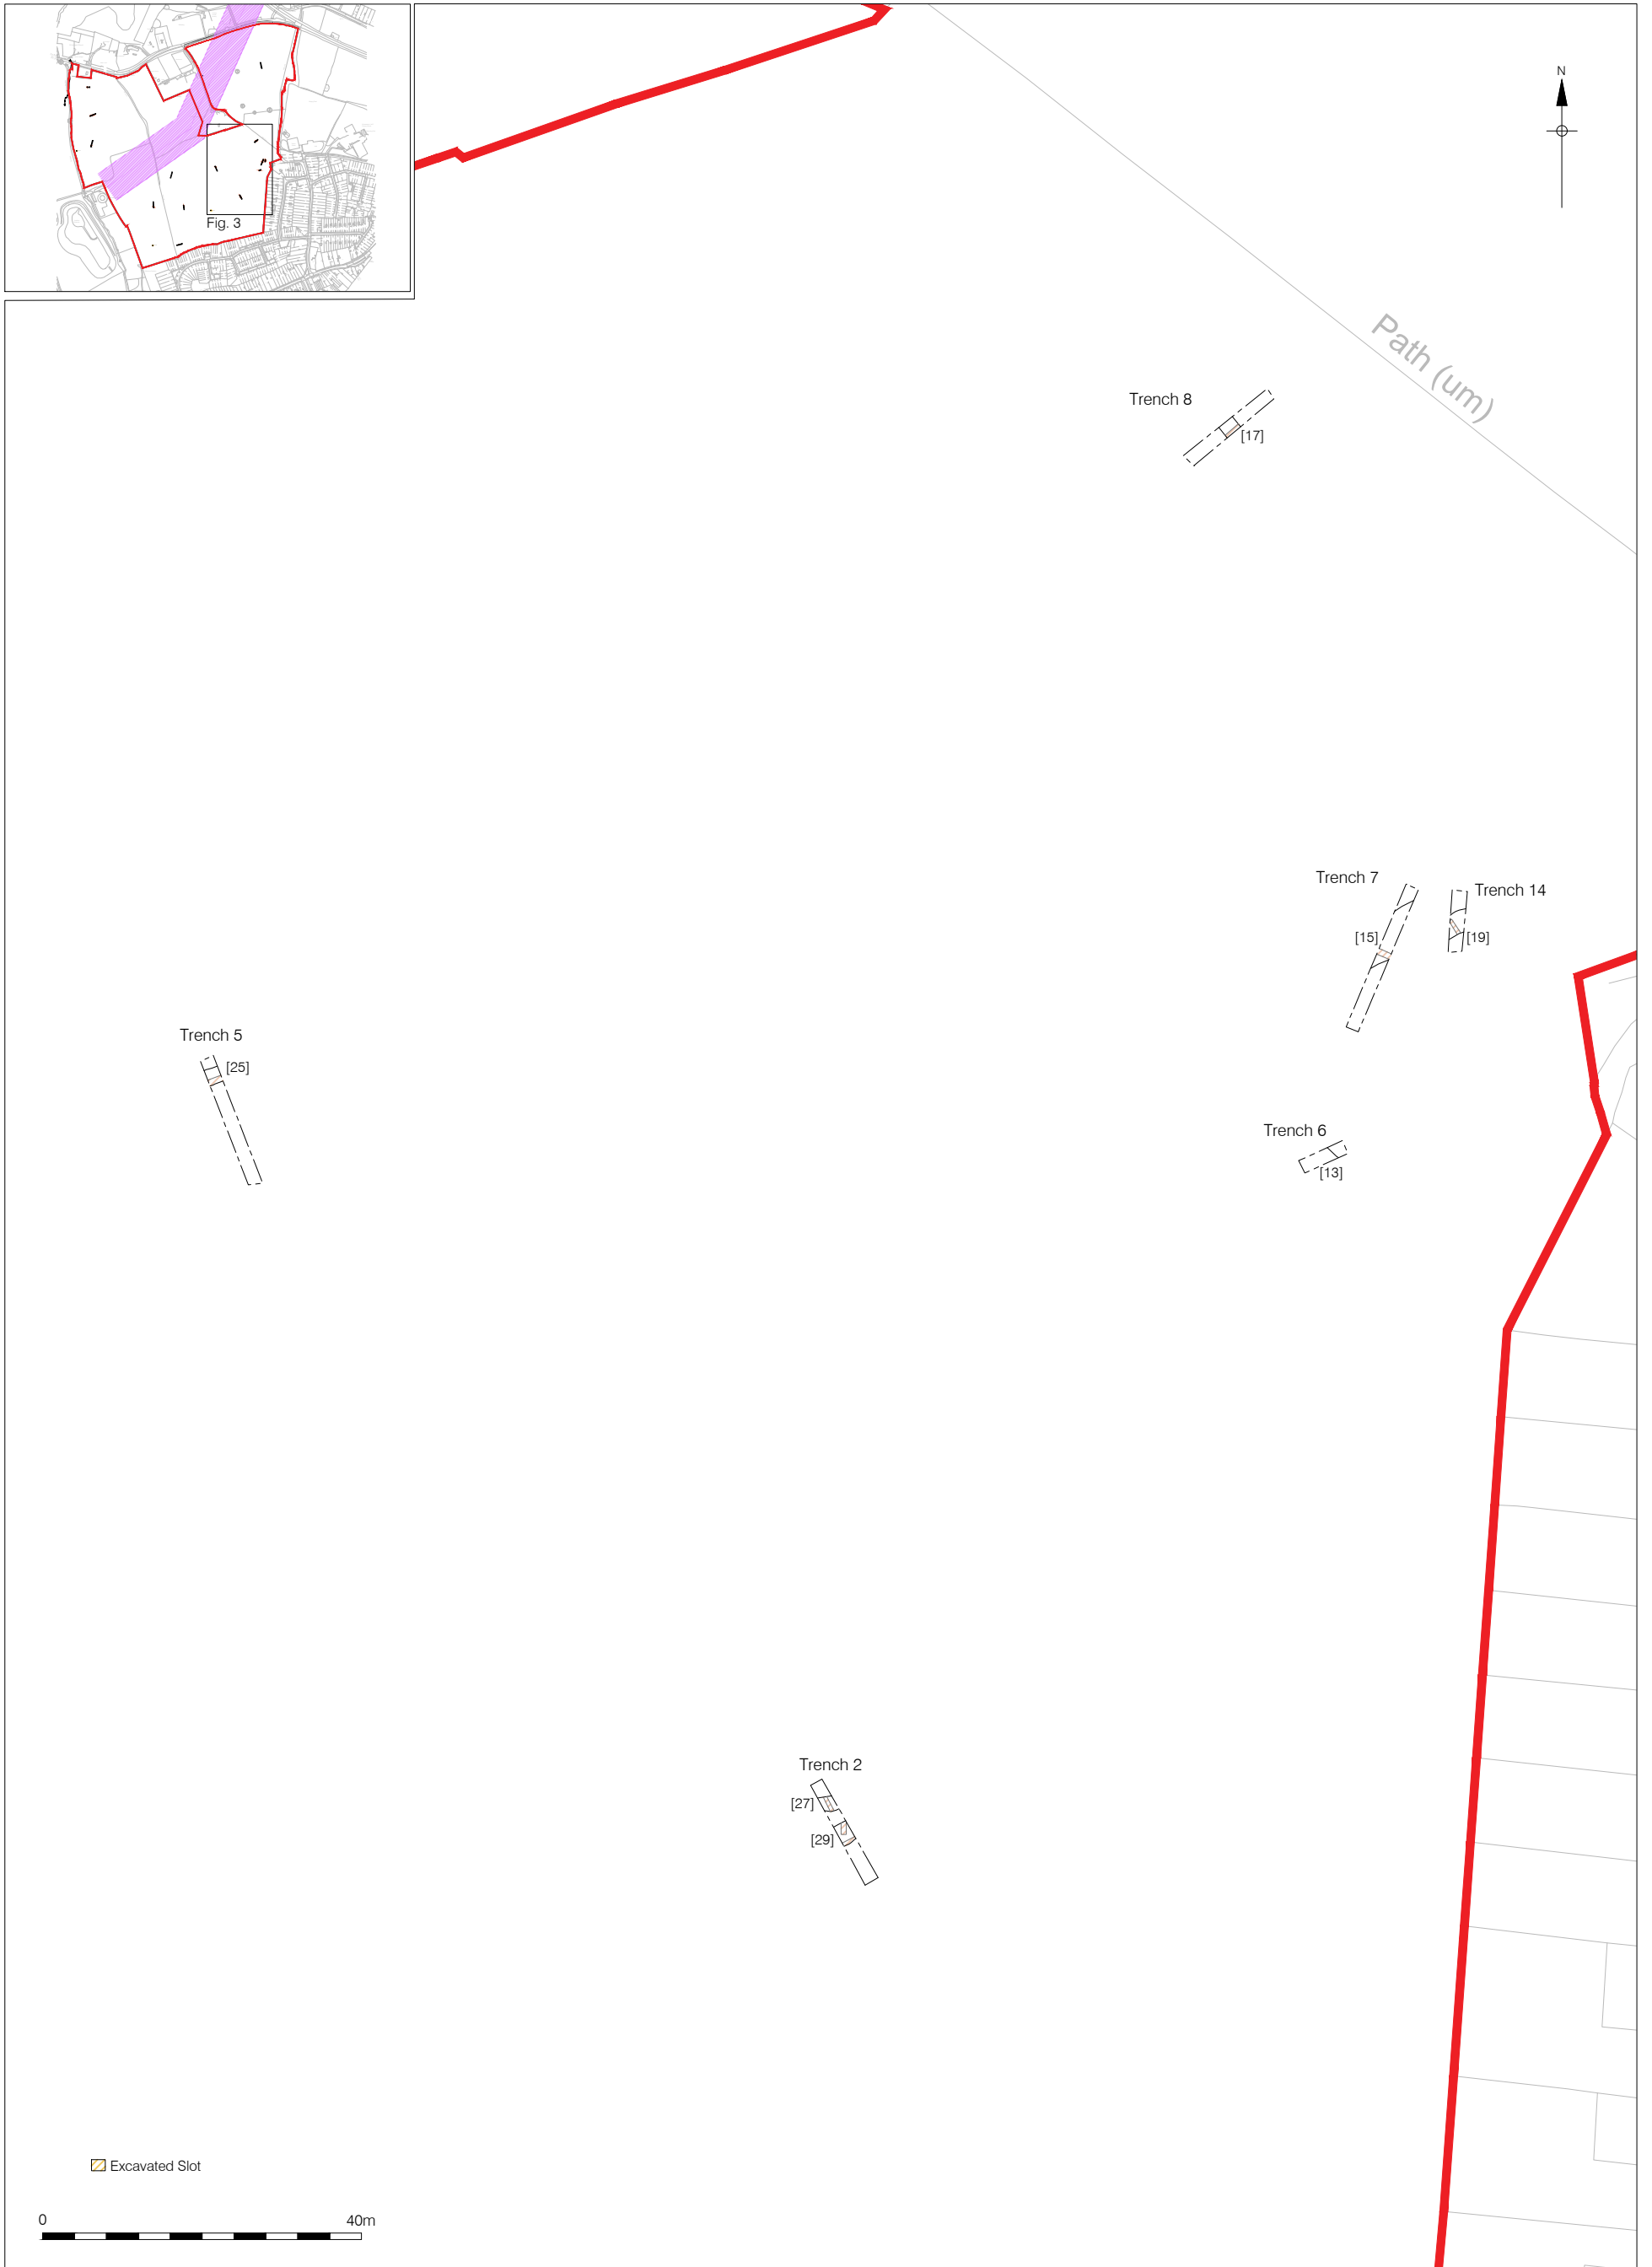 Fig. 3
N
Path (um)
Trench 8
[17]
Trench 7
Trench 14
[15]
[19]
Trench 5
[25]
Trench 6
[13]
Trench 2
[27]
[29]
Excavated Slot
0 40m